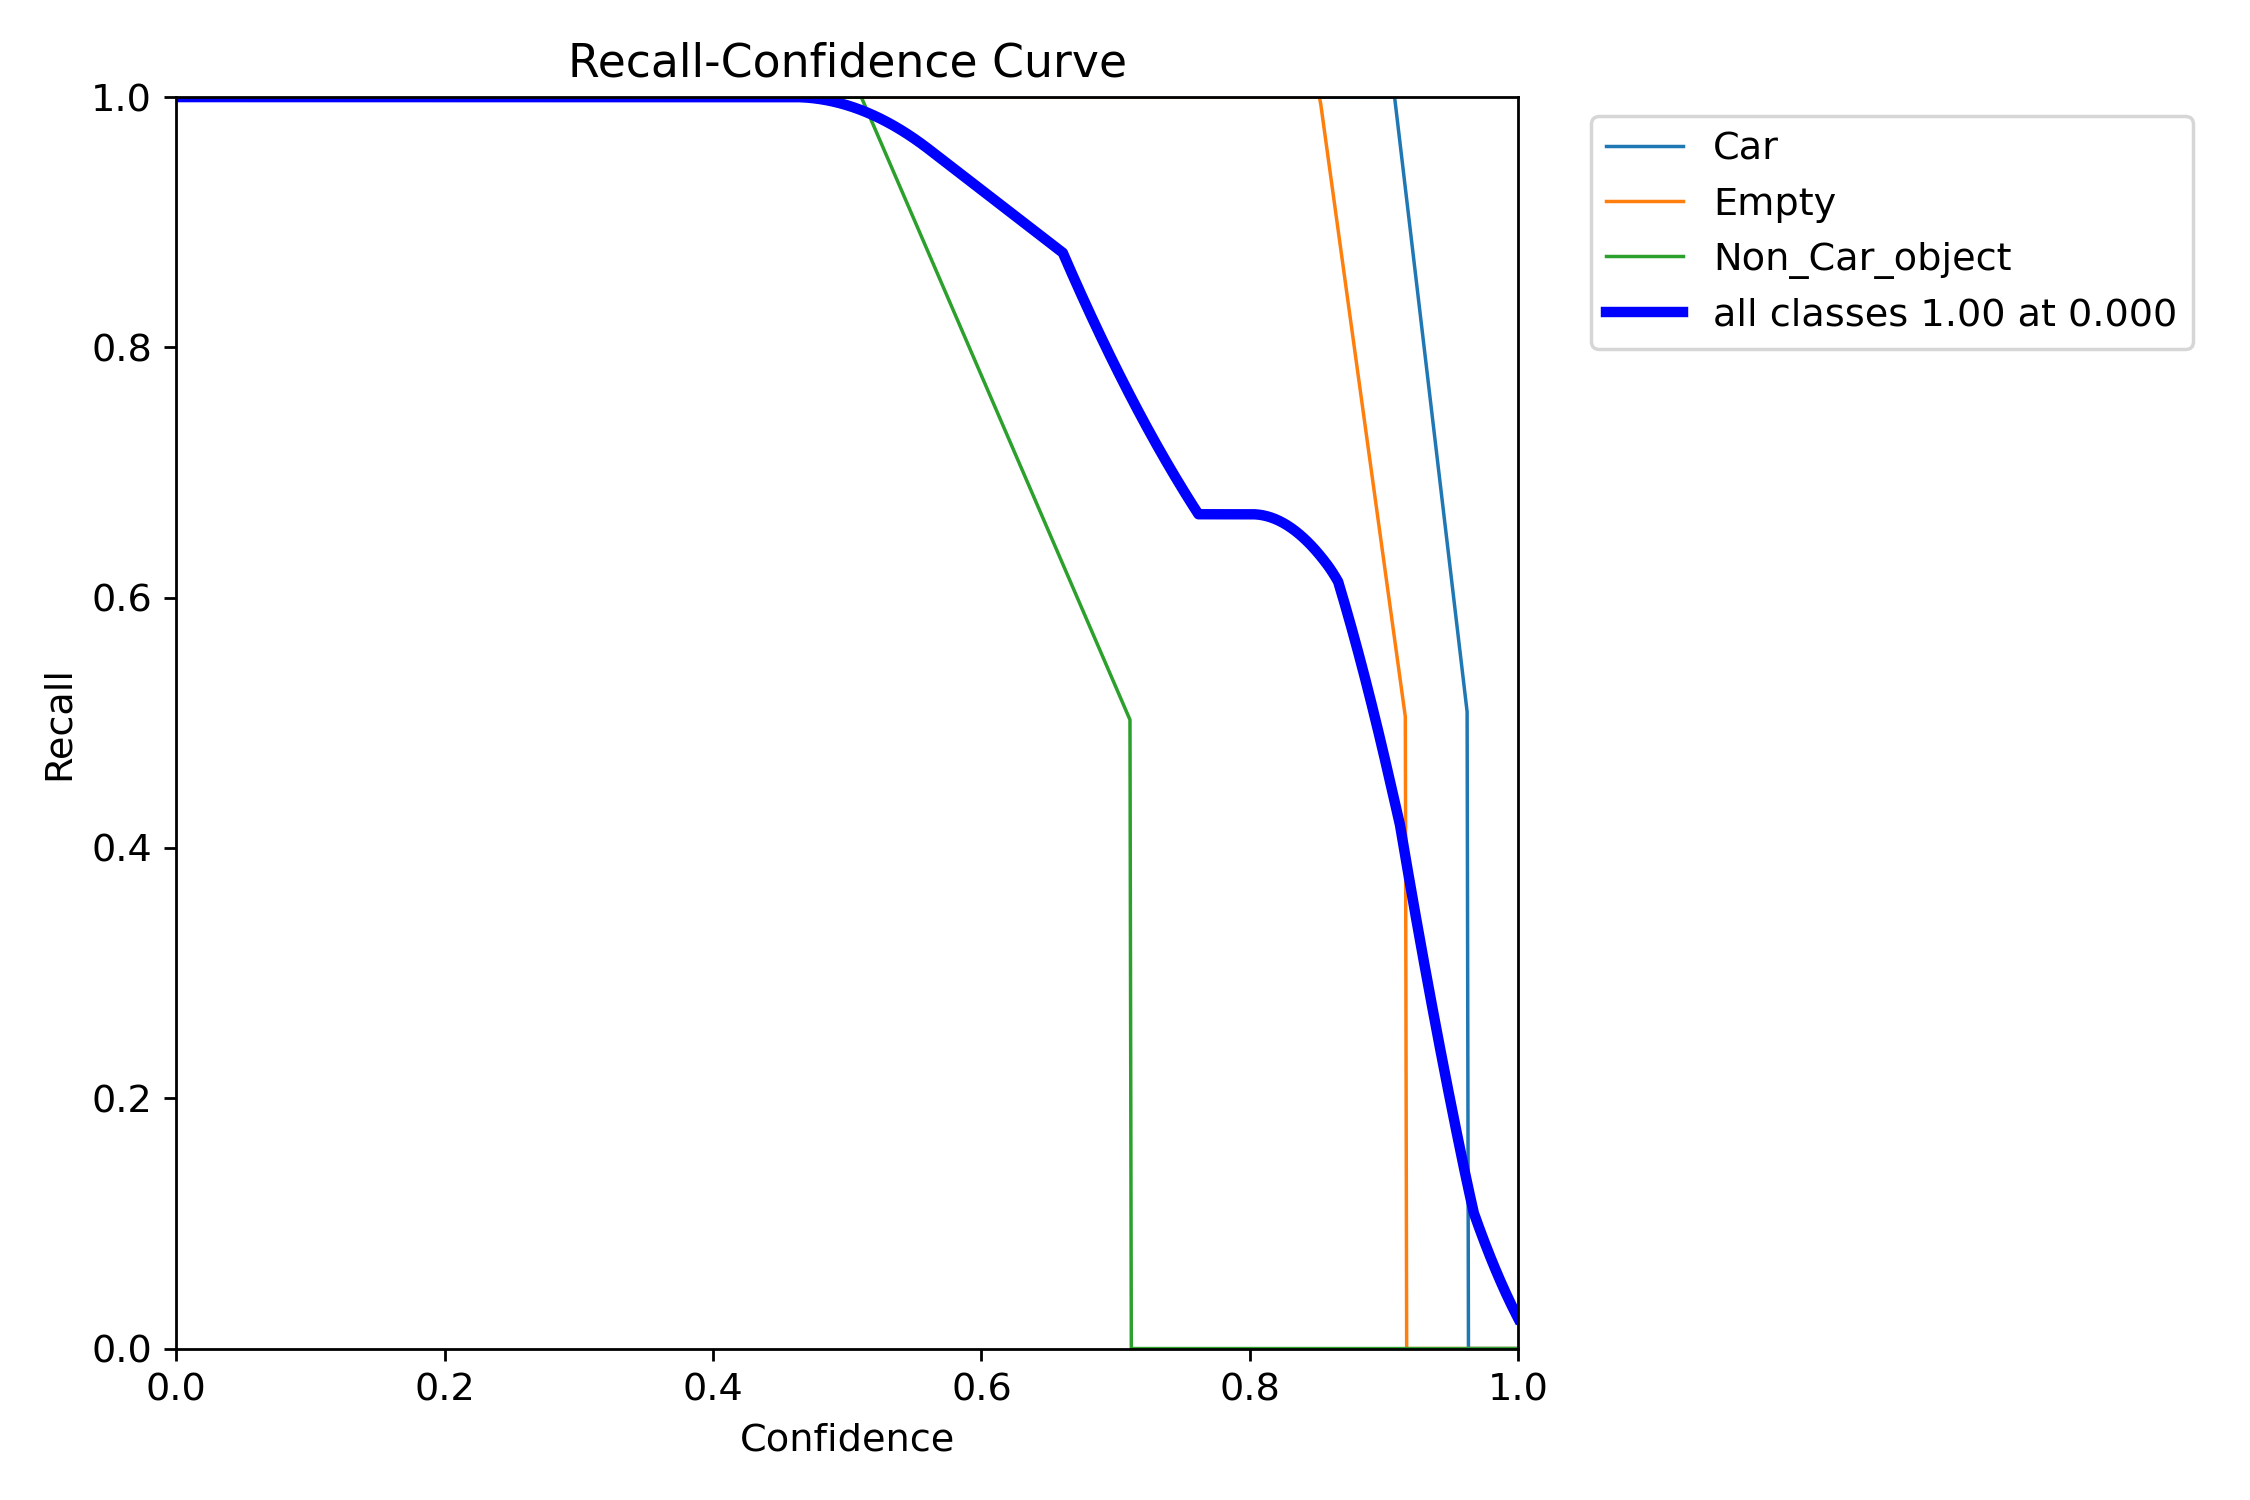 Recall-Confidence Curve
1.0
0.8
0.6
0.4
0.2
0.0
Recall
0.0 0.2 0.4 0.6 0.8 1.0
Confidence
Car
Empty
Non_Car_object
all classes 1.00 at 0.000